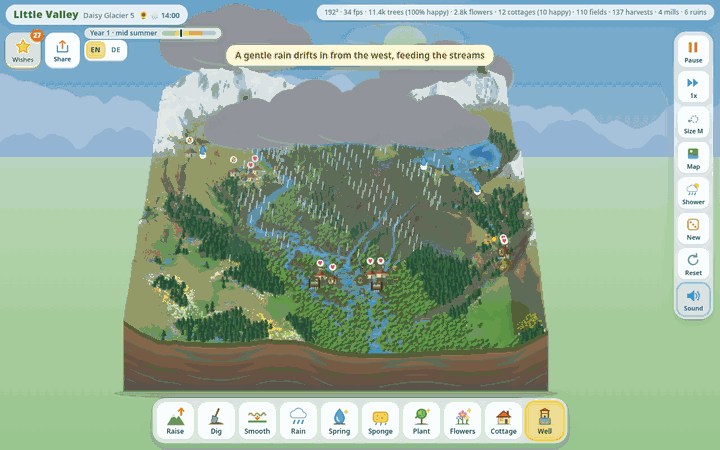 Little Valley Daisy Glacier 5 14:00
192² · 34 fps · 11.4k trees (100% happy) · 2.8k flowers · 12 cottages (10 happy) · 110 fields · 137 harvests · 4 mills · 6 ruins
27
Wishes
Share
Year 1 · mid summer
EN DE
A gentle rain drifts in from the west, feeding the streams
Pause
1x
Size M
Map
Shower
New
Reset
Sound
Raise
Dig
Smooth
Rain
Spring
Sponge
Plant
Flowers
Cottage
Well